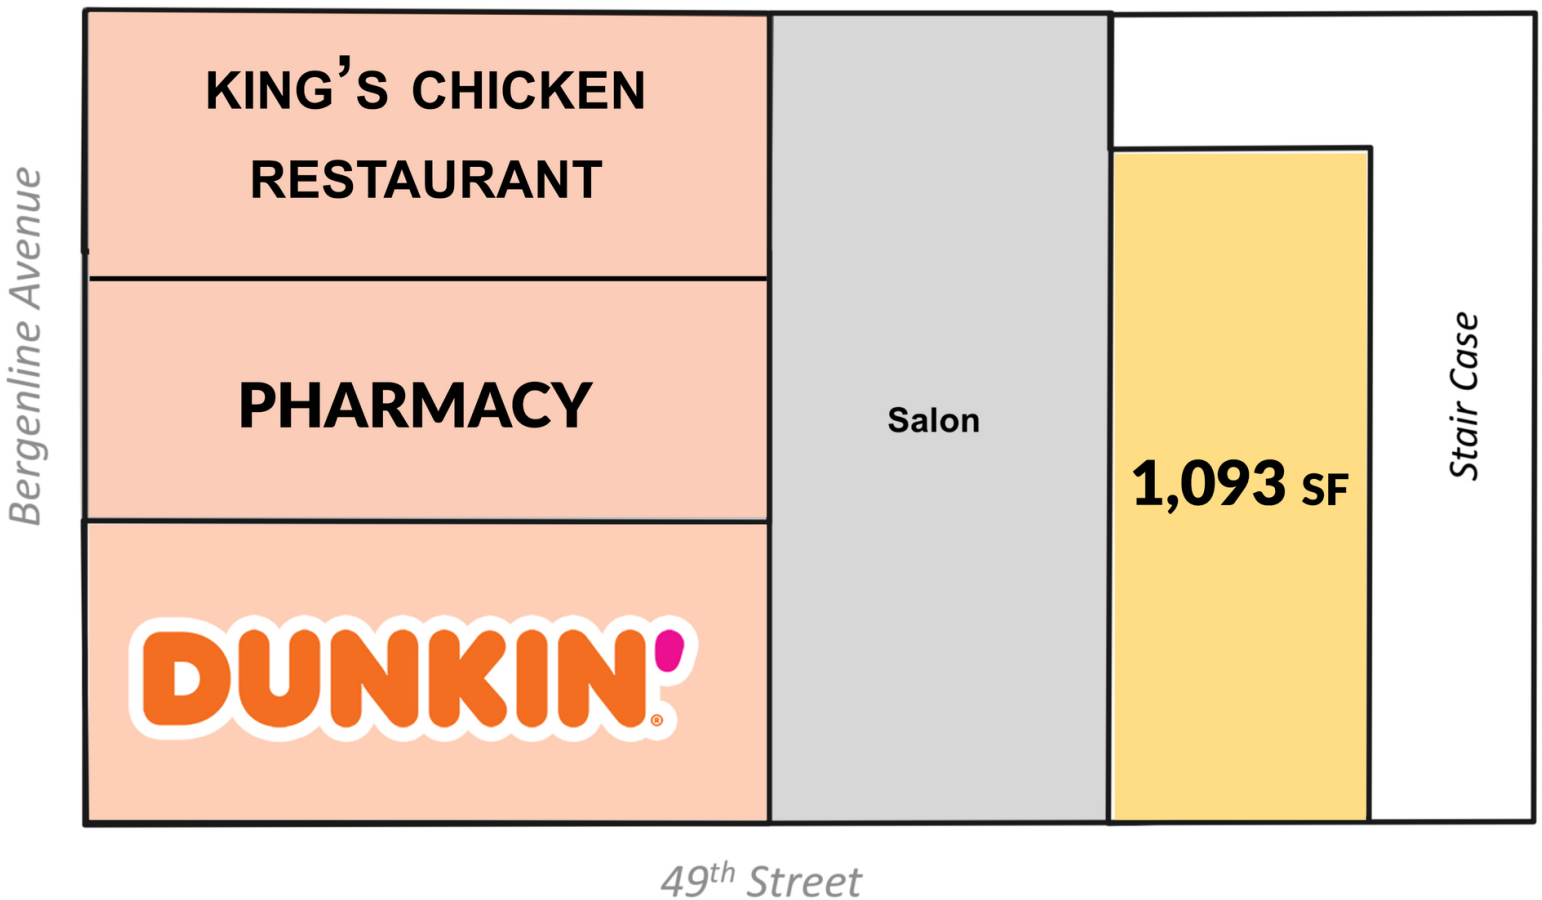 KING’S CHICKEN
RESTAURANT
Bergenline Avenue
PHARMACY
Salon
1,093 SF
Stair Case
DUNKIN'®
49th Street